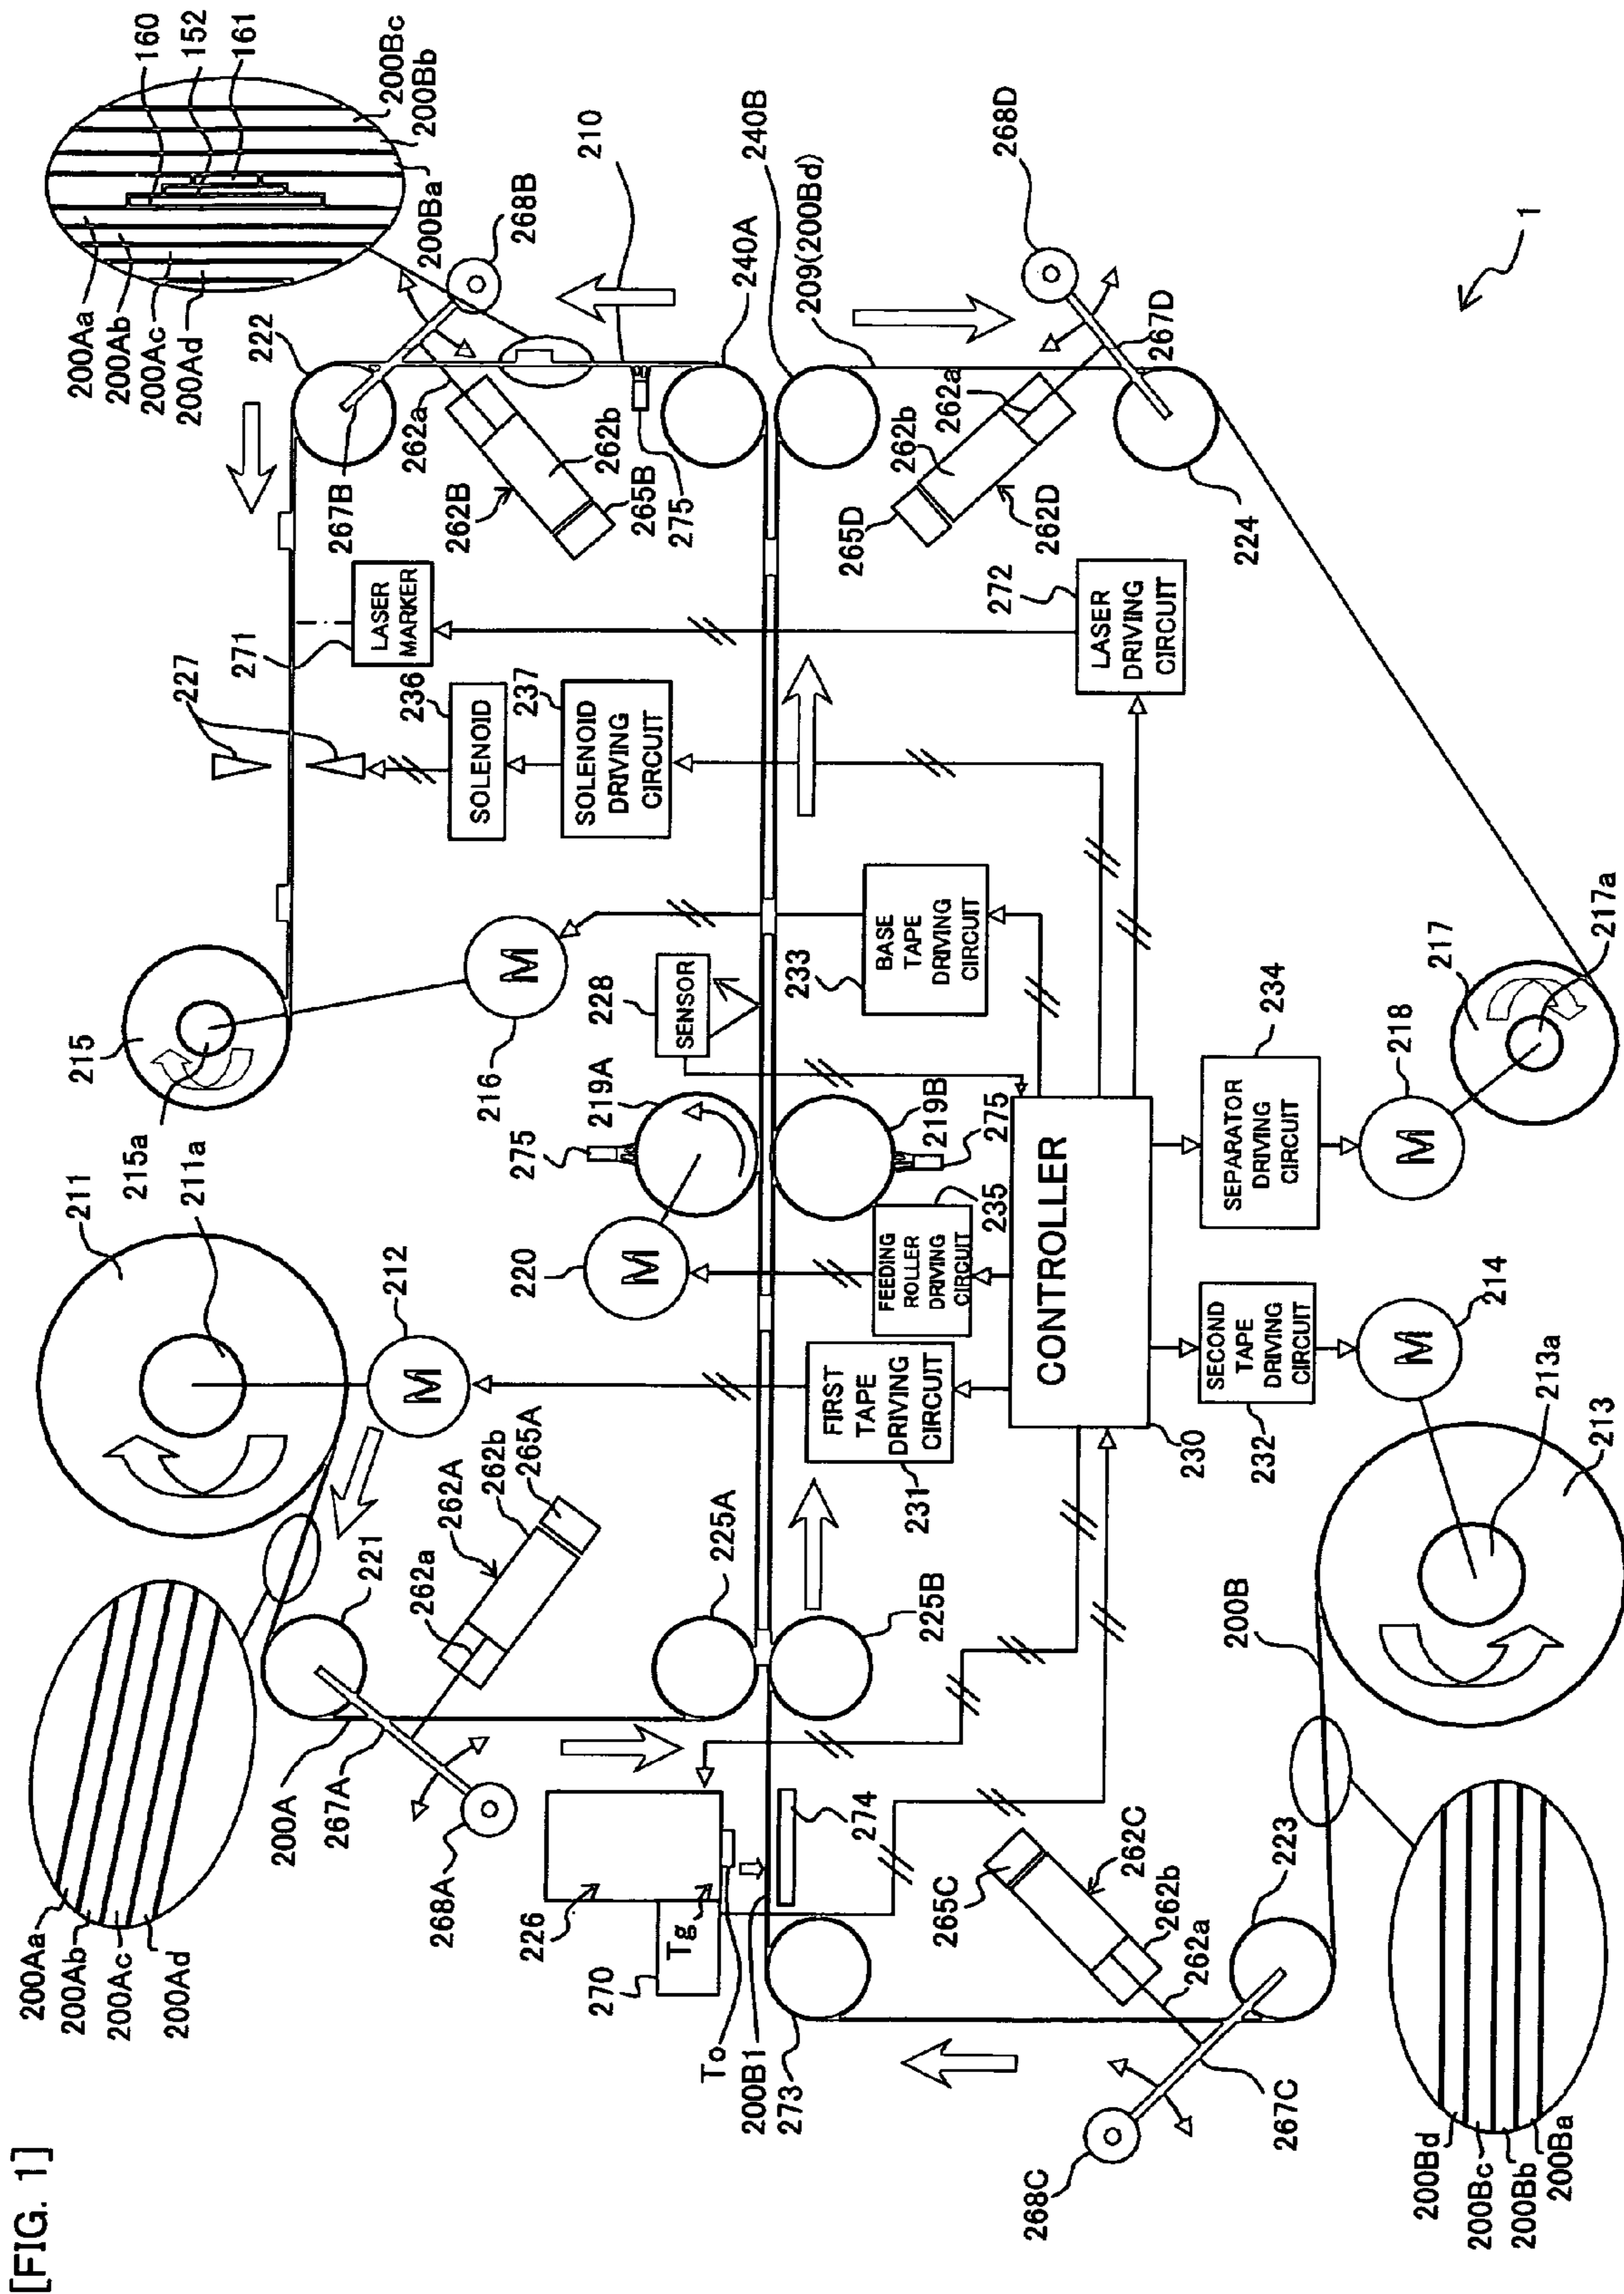 [FIG. 1]
1
200Aa
200Ab
200Ac
200Ad
211
211a
215
215a
200A
267A
268A
221
262a
262A
262b
265A
212
M
225A
225B
226
270
Tg
To
200B1
273
274
220
M
275
219A
219B
275
216
M
228
SENSOR
227
271
236
SOLENOID
237
SOLENOID
DRIVING
CIRCUIT
LASER
MARKER
222
267B
262a
262B
262b
265B
275
268B
210
240A
240B
209(200Bd)
200Aa
200Ab
200Ac
200Ad
160
152
161
200Bc
200Bb
200Ba
231
FIRST
TAPE
DRIVING
CIRCUIT
235
FEEDING
ROLLER
DRIVING
CIRCUIT
233
BASE
TAPE
DRIVING
CIRCUIT
272
LASER
DRIVING
CIRCUIT
CONTROLLER
230
232
SECOND
TAPE
DRIVING
CIRCUIT
234
SEPARATOR
DRIVING
CIRCUIT
265D
262b
262a
262D
267D
268D
224
265C
262C
262b
262a
223
267C
268C
200B
214
M
213a
213
218
M
217
217a
200Bd
200Bc
200Bb
200Ba